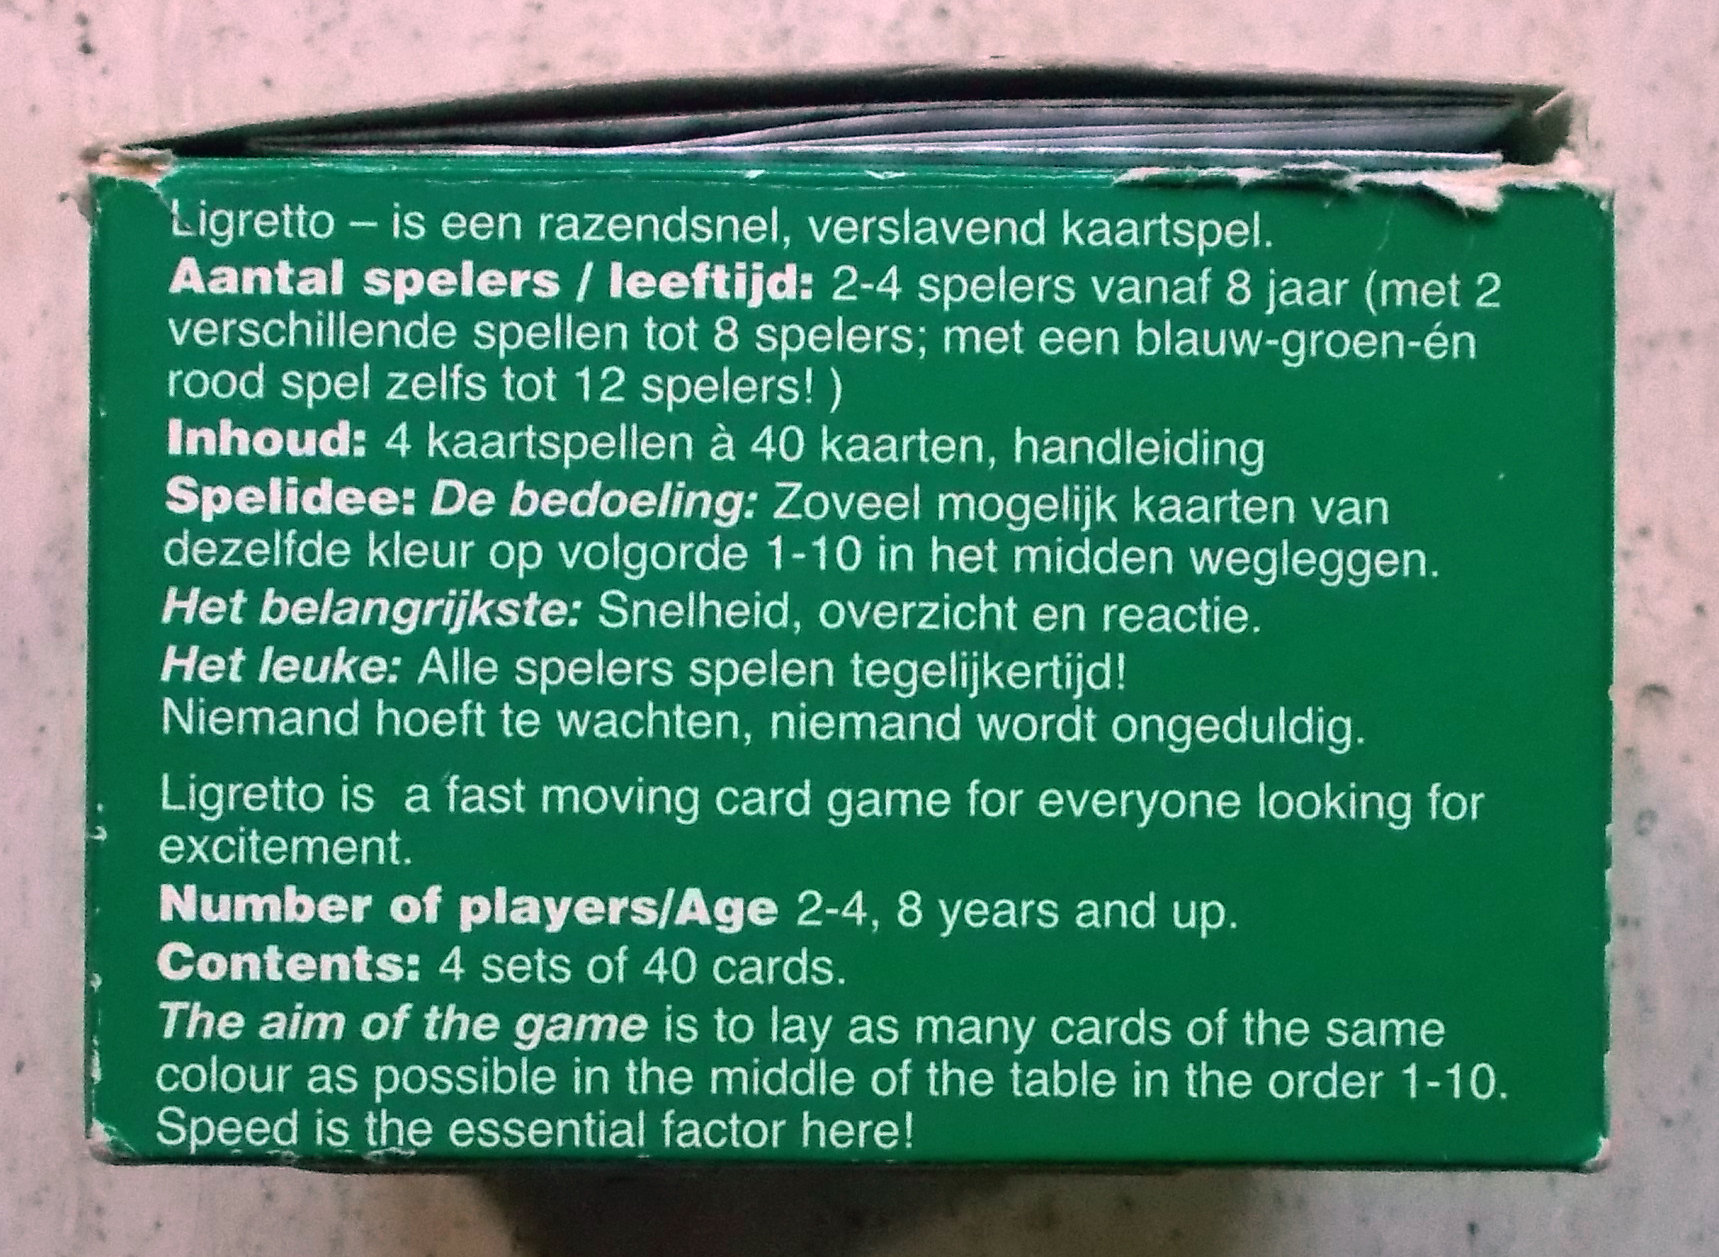 Ligretto – is een razendsnel, verslavend kaartspel.
Aantal spelers / leeftijd: 2-4 spelers vanaf 8 jaar (met 2
verschillende spellen tot 8 spelers; met een blauw-groen-én
rood spel zelfs tot 12 spelers! )
Inhoud: 4 kaartspellen à 40 kaarten, handleiding
Spelidee: De bedoeling: Zoveel mogelijk kaarten van
dezelfde kleur op volgorde 1-10 in het midden wegleggen.
Het belangrijkste: Snelheid, overzicht en reactie.
Het leuke: Alle spelers spelen tegelijkertijd!
Niemand hoeft te wachten, niemand wordt ongeduldig.
Ligretto is a fast moving card game for everyone looking for
excitement.
Number of players/Age 2-4, 8 years and up.
Contents: 4 sets of 40 cards.
The aim of the game is to lay as many cards of the same
colour as possible in the middle of the table in the order 1-10.
Speed is the essential factor here!